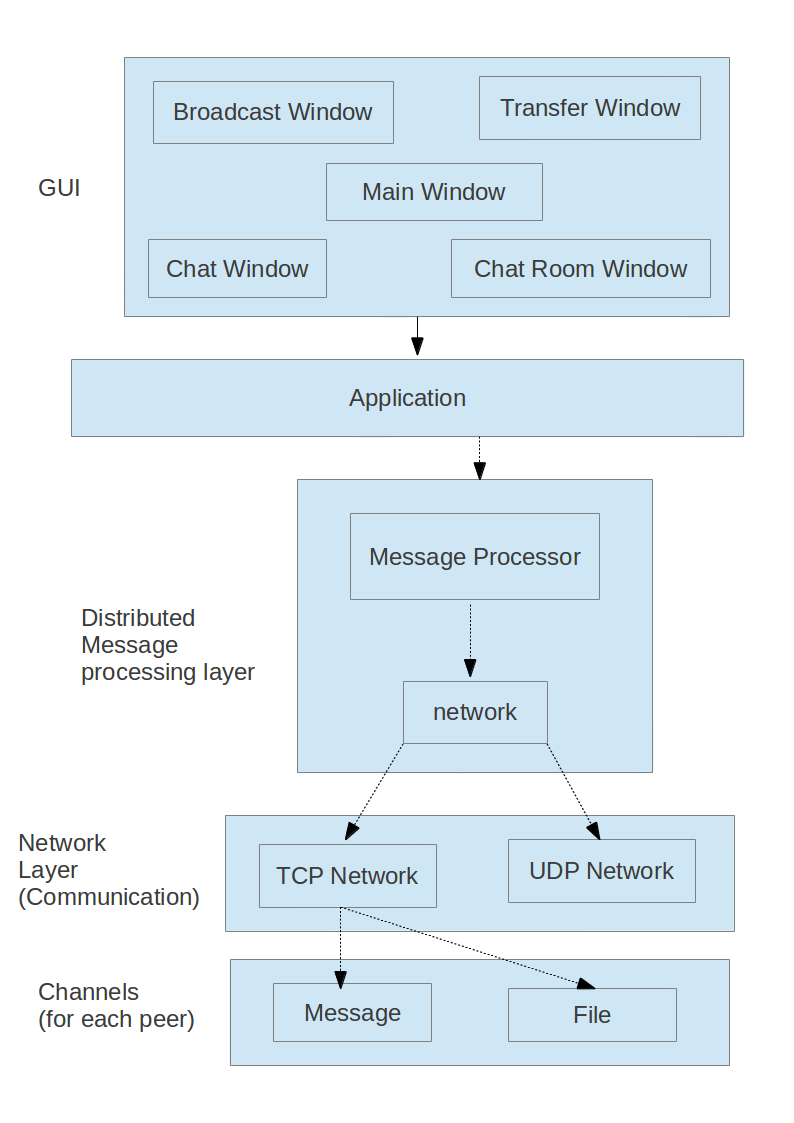 Broadcast Window
Transfer Window
GUI
Main Window
Chat Window
Chat Room Window
Application
Message Processor
Distributed
Message
processing layer
network
Network
Layer
(Communication)
TCP Network
UDP Network
Channels
(for each peer)
Message
File